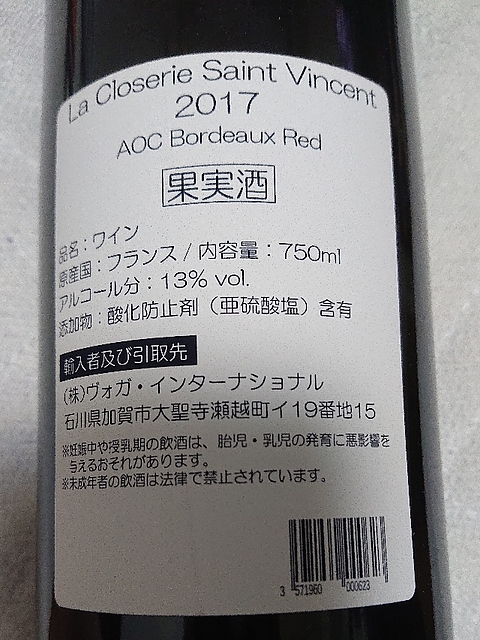 La Closerie Saint Vincent
2017
AOC Bordeaux Red
果実酒
品名：ワイン
原産国：フランス / 内容量：750ml
アルコール分：13% vol.
添加物：酸化防止剤（亜硫酸塩）含有
輸入者及び引取先
(株)ヴォガ・インターナショナル
石川県加賀市大聖寺瀬越町イ19番地15
※妊娠中や授乳期の飲酒は、胎児・乳児の発育に悪影響を
与えるおそれがあります。
※未成年者の飲酒は法律で禁止されています。
3 571960 000623